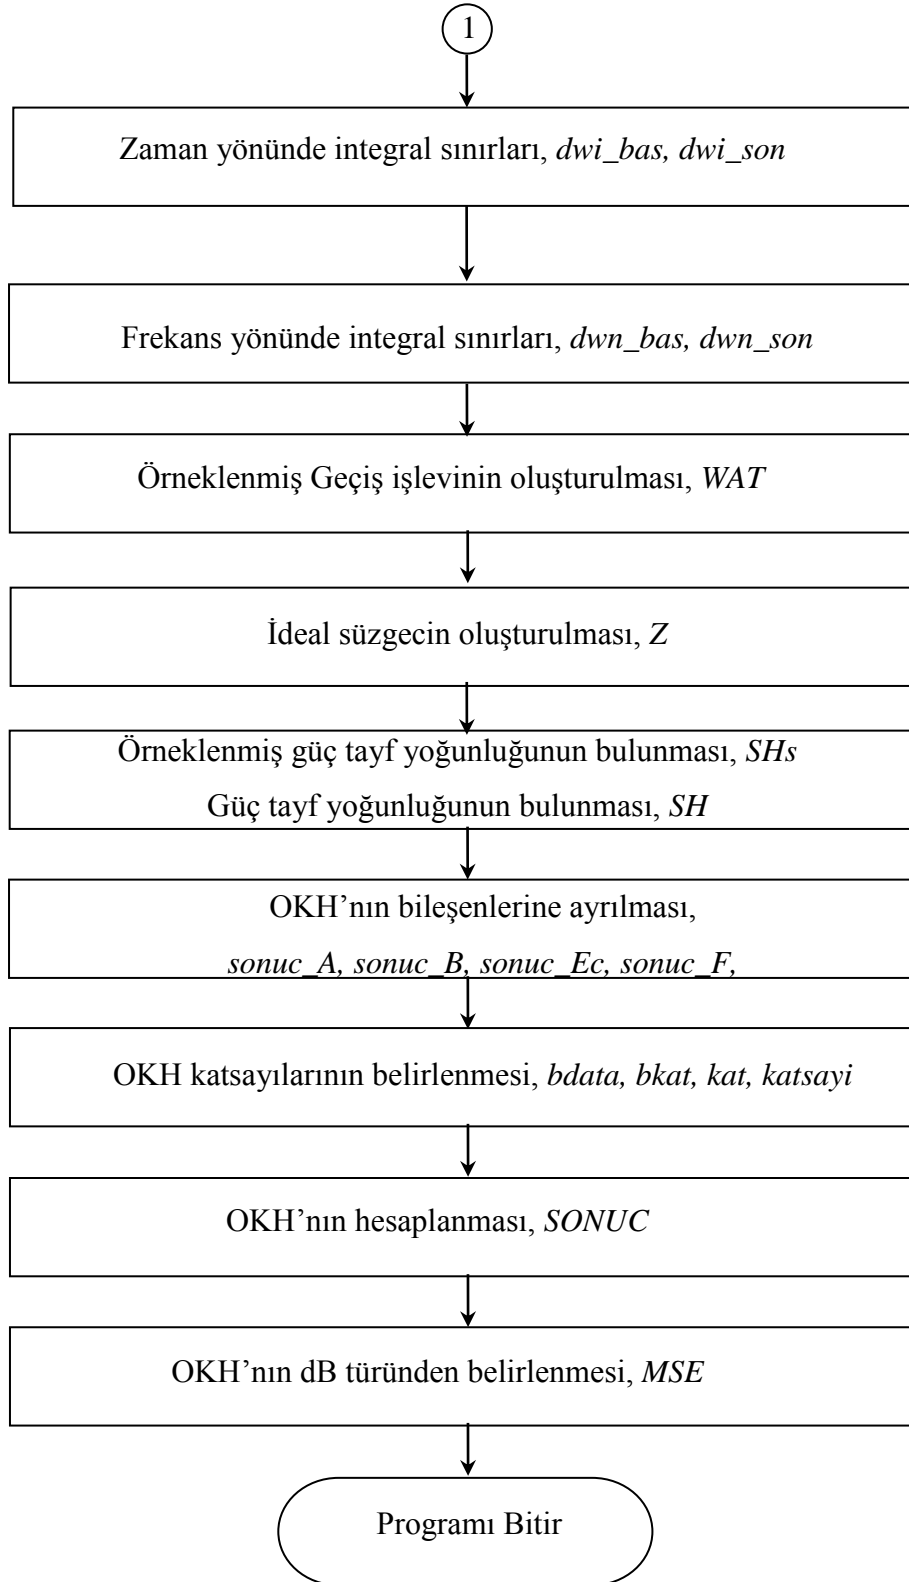 1
Zaman yönünde integral sınırları, dwi_bas, dwi_son
Frekans yönünde integral sınırları, dwn_bas, dwn_son
Örneklenmiş Geçiş işlevinin oluşturulması, WAT
İdeal süzgecin oluşturulması, Z
Örneklenmiş güç tayf yoğunluğunun bulunması, SHs
Güç tayf yoğunluğunun bulunması, SH
OKH’nın bileşenlerine ayrılması,
sonuc_A, sonuc_B, sonuc_Ec, sonuc_F,
OKH katsayılarının belirlenmesi, bdata, bkat, kat, katsayi
OKH’nın hesaplanması, SONUC
OKH’nın dB türünden belirlenmesi, MSE
Programı Bitir